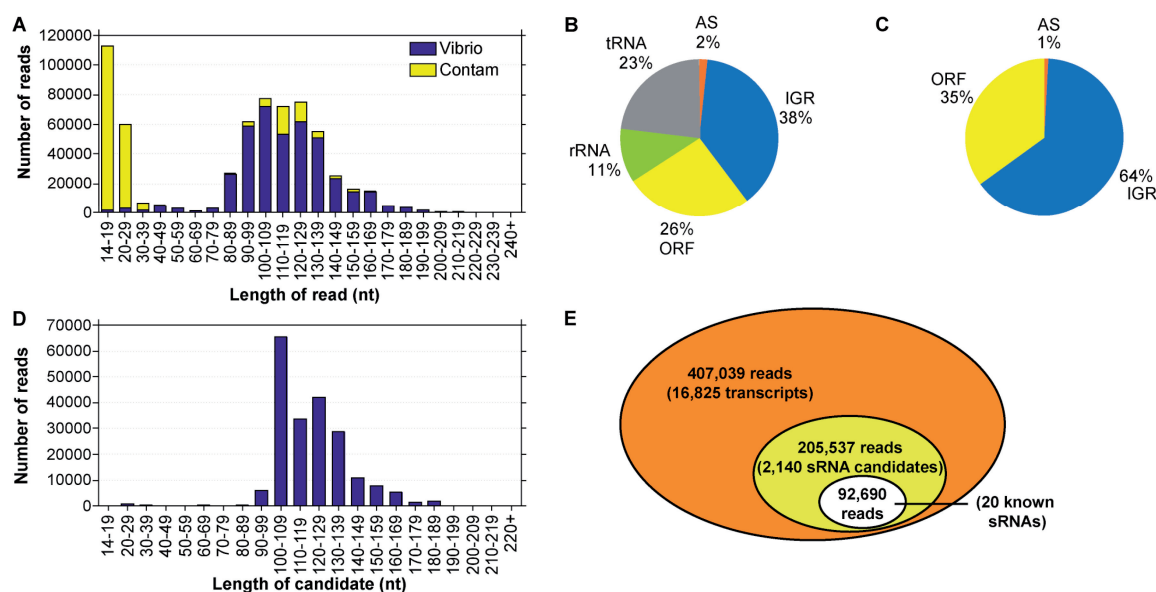 A
Number of reads
120000
100000
80000
60000
40000
20000
0
Vibrio
Contam
14-19
20-29
30-39
40-49
50-59
60-69
70-79
80-89
90-99
100-109
110-119
120-129
130-139
140-149
150-159
160-169
170-179
180-189
190-199
200-209
210-219
220-229
230-239
240+
Length of read (nt)
B
AS
2%
tRNA
23%
IGR
38%
rRNA
11%
26%
ORF
C
AS
1%
ORF
35%
64%
IGR
D
Number of reads
70000
60000
50000
40000
30000
20000
10000
0
14-19
20-29
30-39
40-49
50-59
60-69
70-79
80-89
90-99
100-109
110-119
120-129
130-139
140-149
150-159
160-169
170-179
180-189
190-199
200-209
210-219
220+
Length of candidate (nt)
E
407,039 reads
(16,825 transcripts)
205,537 reads
(2,140 sRNA candidates)
92,690
reads
(20 known
sRNAs)